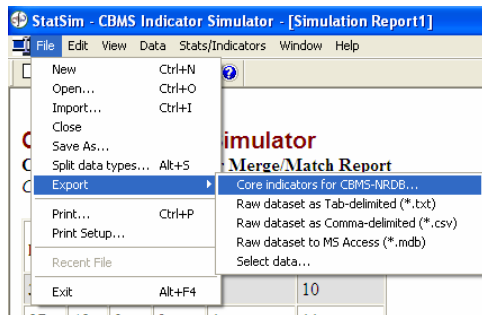 StatSim - CBMS Indicator Simulator - [Simulation Report1]
File Edit View Data Stats/Indicators Window Help
New Ctrl+N
Open... Ctrl+O
Import... Ctrl+I
Close
Save As...
Split data types... Alt+S
Export
Print... Ctrl+P
Print Setup...
Recent File
Exit Alt+F4
Core indicators for CBMS-NRDB...
Raw dataset as Tab-delimited (*.txt)
Raw dataset as Comma-delimited (*.csv)
Raw dataset to MS Access (*.mdb)
Select data...
Merge/Match Report
10